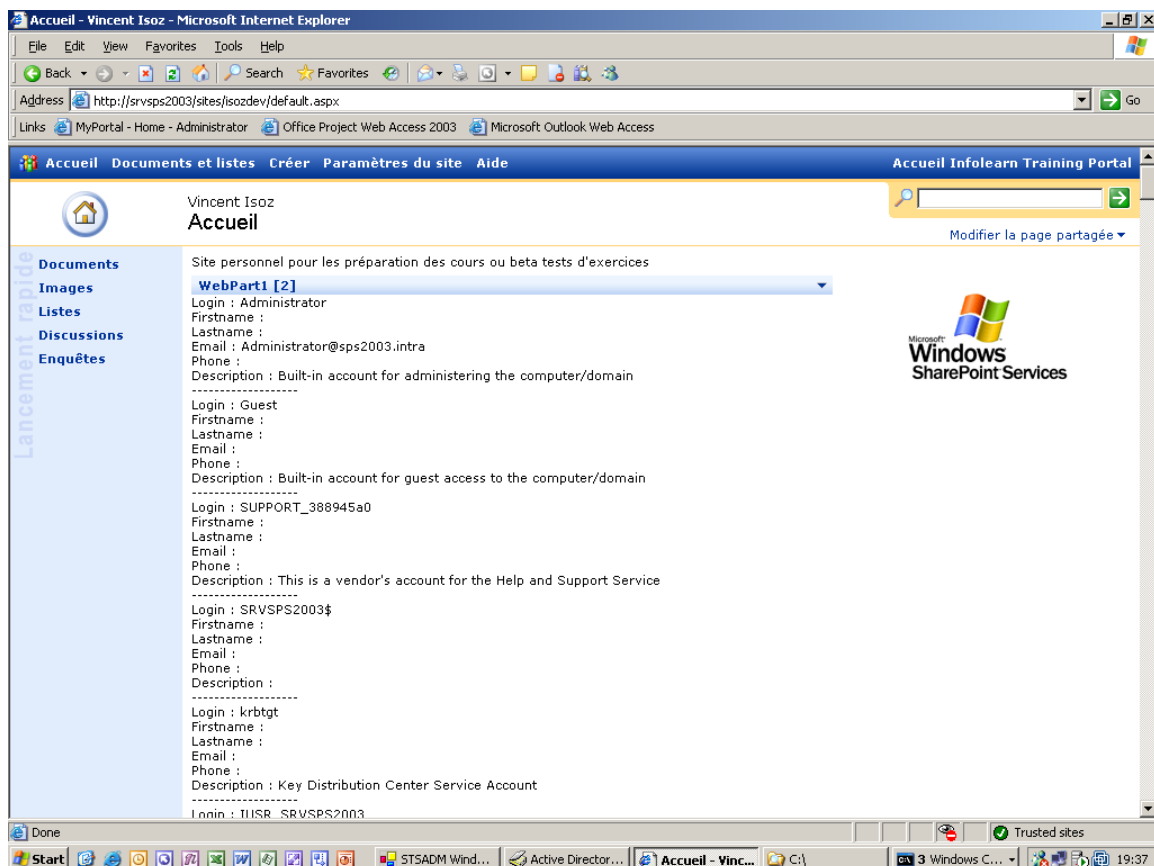 Accueil - Vincent Isoz - Microsoft Internet Explorer
File Edit View Favorites Tools Help
Back Search Favorites
Address http://srvsps2003/sites/isozdev/default.aspx Go
Links MyPortal - Home - Administrator Office Project Web Access 2003 Microsoft Outlook Web Access
Accueil Documents et listes Créer Paramètres du site Aide Accueil Infolearn Training Portal
Vincent Isoz
Accueil
Modifier la page partagée
Lancement rapide
Documents
Images
Listes
Discussions
Enquêtes
Site personnel pour les préparation des cours ou beta tests d'exercices
WebPart1 [2]
Login : Administrator
Firstname :
Lastname :
Email : Administrator@sps2003.intra
Phone :
Description : Built-in account for administering the computer/domain
-------------------
Login : Guest
Firstname :
Lastname :
Email :
Phone :
Description : Built-in account for guest access to the computer/domain
-------------------
Login : SUPPORT_388945a0
Firstname :
Lastname :
Email :
Phone :
Description : This is a vendor's account for the Help and Support Service
-------------------
Login : SRVSPS2003$
Firstname :
Lastname :
Email :
Phone :
Description :
-------------------
Login : krbtgt
Firstname :
Lastname :
Email :
Phone :
Description : Key Distribution Center Service Account
-------------------
Login : IUSR_SRVSPS2003
Microsoft
Windows
SharePoint Services
Done Trusted sites
Start STSADM Wind... Active Director... Accueil - Vinc... C:\ 3 Windows C... 19:37